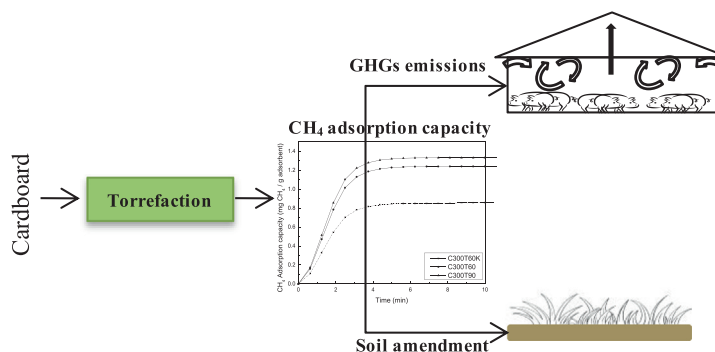 GHGs emissions
CH₄ adsorption capacity
Cardboard
Torrefaction
CH₄ Adsorption capacity (mg CH₄ / g adsorbent)
1.4
1.2
1.0
0.8
0.6
0.4
0.2
0.0
C300T60K
C300T60
C300T90
0 2 4 6 8 10
Time (min)
Soil amendment